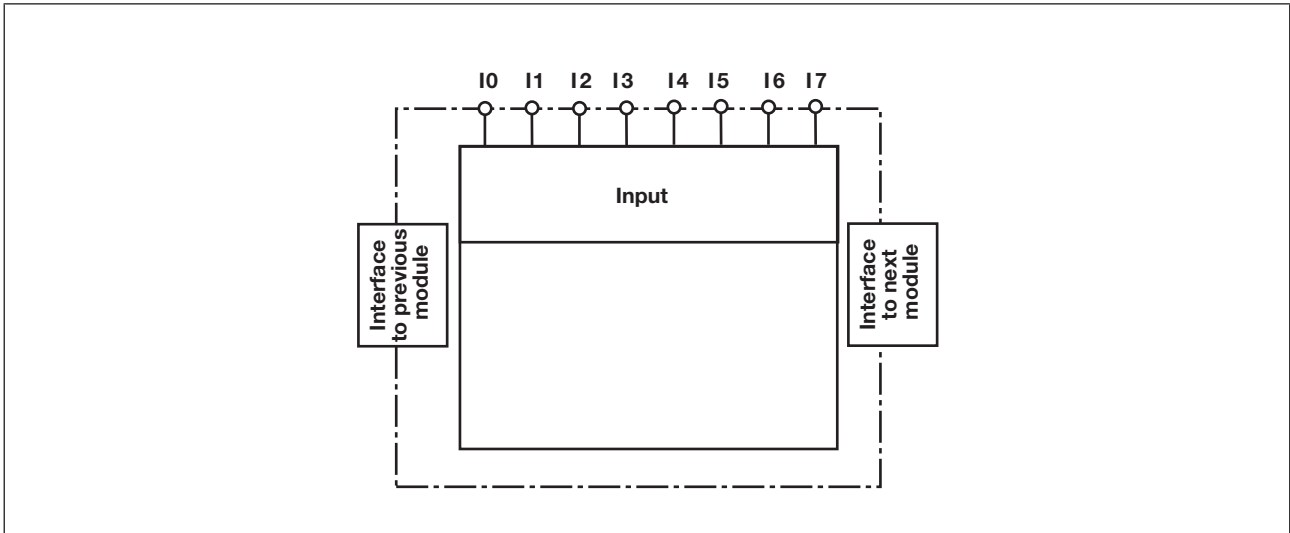 I0 I1 I2 I3 I4 I5 I6 I7
Input
Interface
to previous
module
Interface
to next
module